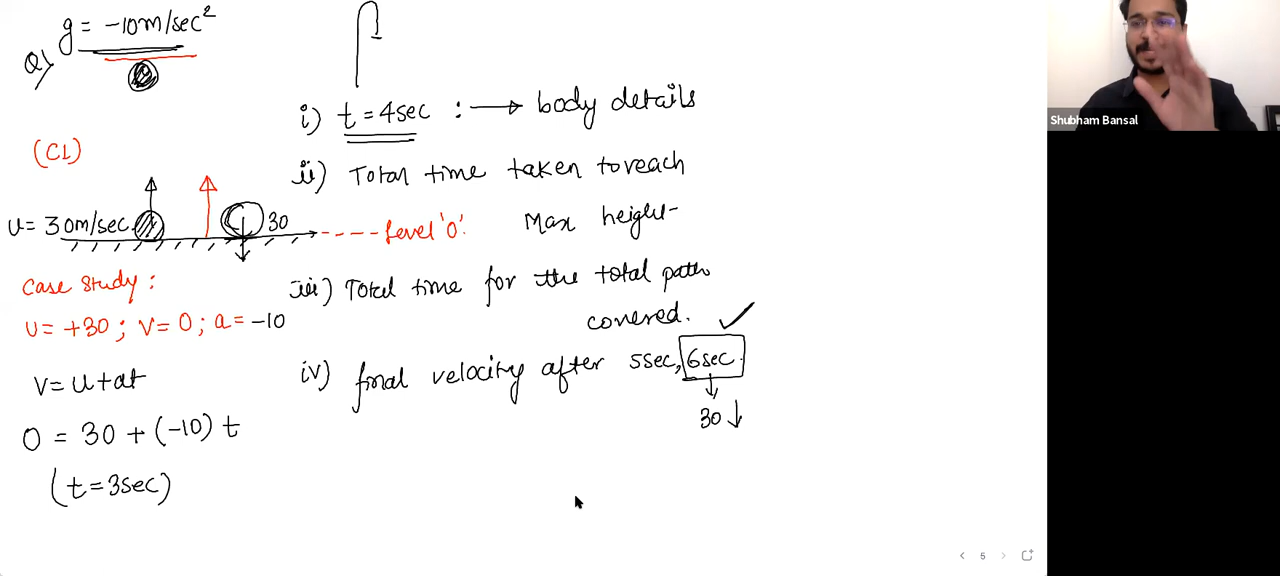 Q1 g = -10m/sec²
i) t = 4sec : → body details
(CL)
ii) Total time taken to reach
Max height
u = 30m/sec 30 Level 'O'.
Case Study :
iii) Total time for the total path
covered. ✓
u = +30 ; v = 0 ; a = -10
iv) final velocity after 5sec, 6sec.
30 ↓
v = u + at
0 = 30 + (-10) t
(t = 3sec)
Shubham Bansal
5